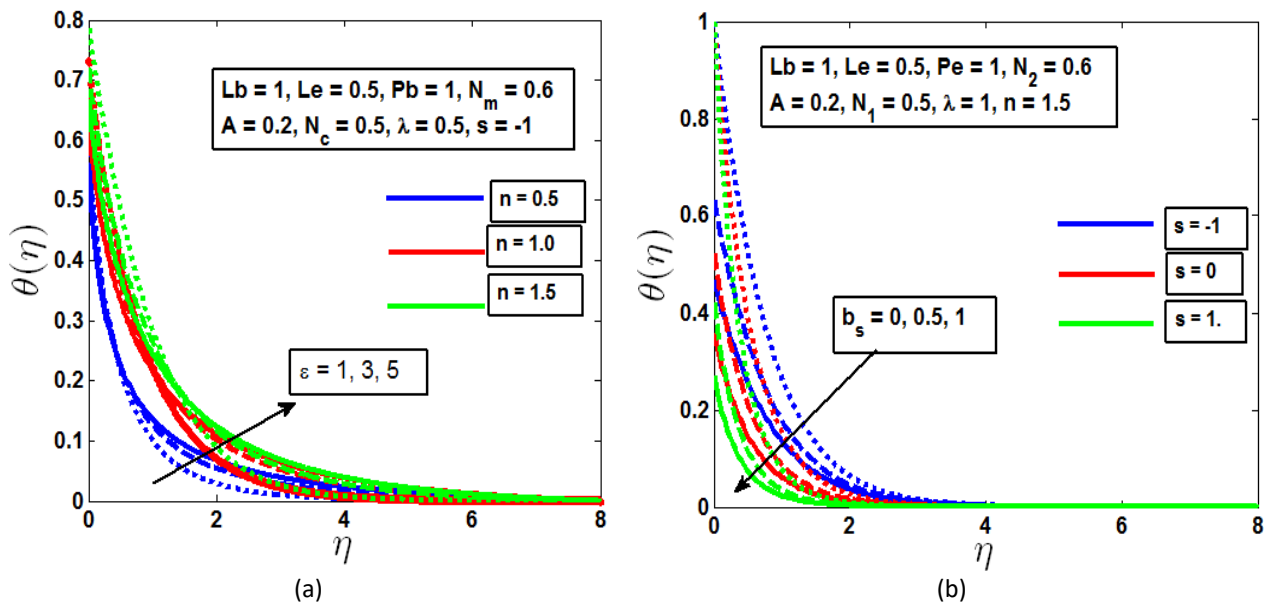 0.8
0.7
0.6
0.5
0.4
0.3
0.2
0.1
0
0 2 4 6 8
θ(η)
η
Lb = 1, Le = 0.5, Pb = 1, N_m = 0.6
A = 0.2, N_c = 0.5, λ = 0.5, s = -1
n = 0.5
n = 1.0
n = 1.5
ε = 1, 3, 5
(a)
1
0.8
0.6
0.4
0.2
0
0 2 4 6 8
θ(η)
η
Lb = 1, Le = 0.5, Pe = 1, N_2 = 0.6
A = 0.2, N_1 = 0.5, λ = 1, n = 1.5
s = -1
s = 0
s = 1.
b_s = 0, 0.5, 1
(b)